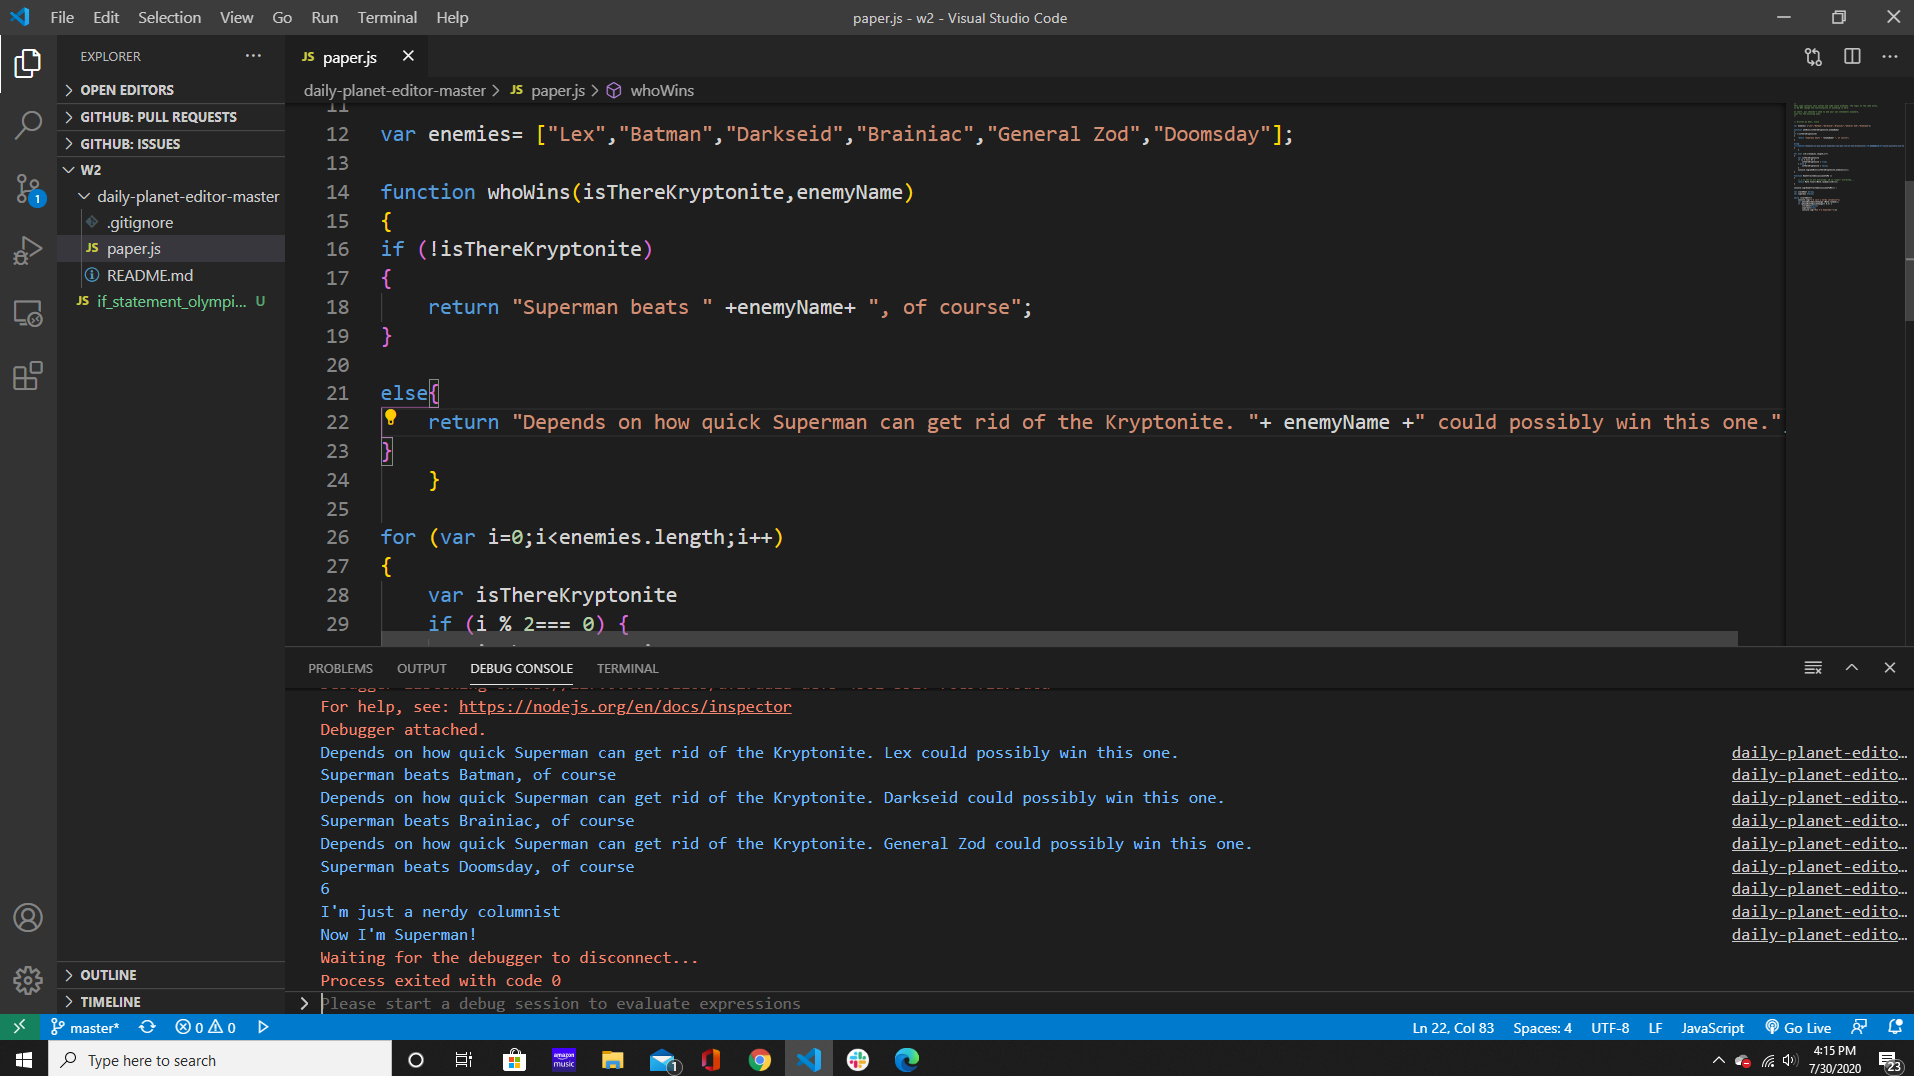 File Edit Selection View Go Run Terminal Help
paper.js - w2 - Visual Studio Code
EXPLORER
JS paper.js
OPEN EDITORS
GITHUB: PULL REQUESTS
GITHUB: ISSUES
W2
daily-planet-editor-master
.gitignore
JS paper.js
README.md
JS if_statement_olympi... U
1
OUTLINE
TIMELINE
daily-planet-editor-master > JS paper.js > whoWins
11
12 var enemies= ["Lex","Batman","Darkseid","Brainiac","General Zod","Doomsday"];
13
14 function whoWins(isThereKryptonite,enemyName)
15 {
16 if (!isThereKryptonite)
17 {
18 return "Superman beats " +enemyName+ ", of course";
19 }
20
21 else{
22 return "Depends on how quick Superman can get rid of the Kryptonite. "+ enemyName +" could possibly win this one."
23 }
24 }
25
26 for (var i=0;i<enemies.length;i++)
27 {
28 var isThereKryptonite
29 if (i % 2=== 0) {
PROBLEMS OUTPUT DEBUG CONSOLE TERMINAL
For help, see: https://nodejs.org/en/docs/inspector
Debugger attached.
Depends on how quick Superman can get rid of the Kryptonite. Lex could possibly win this one. daily-planet-edito...
Superman beats Batman, of course daily-planet-edito...
Depends on how quick Superman can get rid of the Kryptonite. Darkseid could possibly win this one. daily-planet-edito...
Superman beats Brainiac, of course daily-planet-edito...
Depends on how quick Superman can get rid of the Kryptonite. General Zod could possibly win this one. daily-planet-edito...
Superman beats Doomsday, of course daily-planet-edito...
6 daily-planet-edito...
I'm just a nerdy columnist daily-planet-edito...
Now I'm Superman! daily-planet-edito...
Waiting for the debugger to disconnect...
Process exited with code 0
Please start a debug session to evaluate expressions
master* 0 0 Ln 22, Col 83 Spaces: 4 UTF-8 LF JavaScript Go Live
Type here to search
amazon music
1
4:15 PM
7/30/2020
23